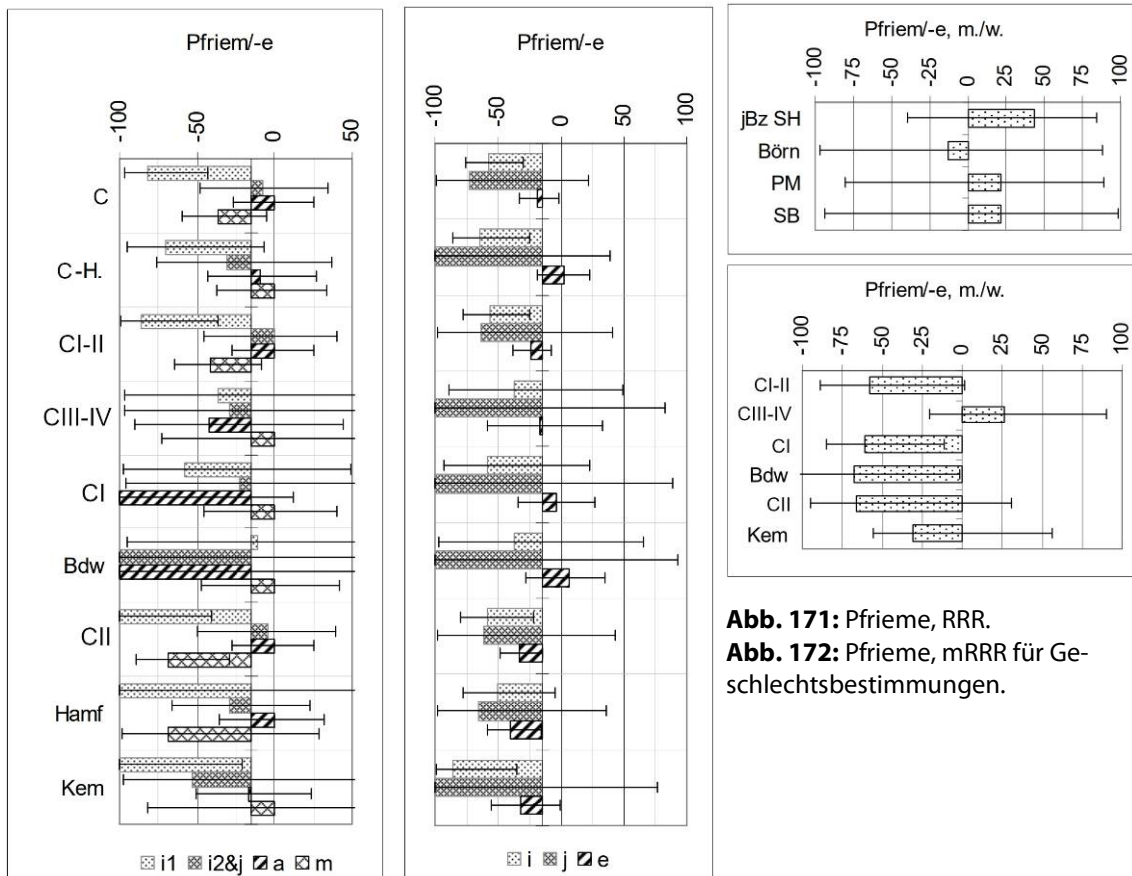 Pfriem/-e
-100
-50
0
50
C
C-H.
CI-II
CIII-IV
CI
Bdw
CII
Hamf
Kem
i1 i2&j a m
Pfriem/-e
-100
-50
0
50
100
i j e
Pfriem/-e, m./w.
-100
-75
-50
-25
0
25
50
75
100
jBz SH
Börn
PM
SB
Pfriem/-e, m./w.
-100
-75
-50
-25
0
25
50
75
100
CI-II
CIII-IV
CI
Bdw
CII
Kem
Abb. 171: Pfrieme, RRR.
Abb. 172: Pfrieme, mRRR für Ge-
schlechtsbestimmungen.